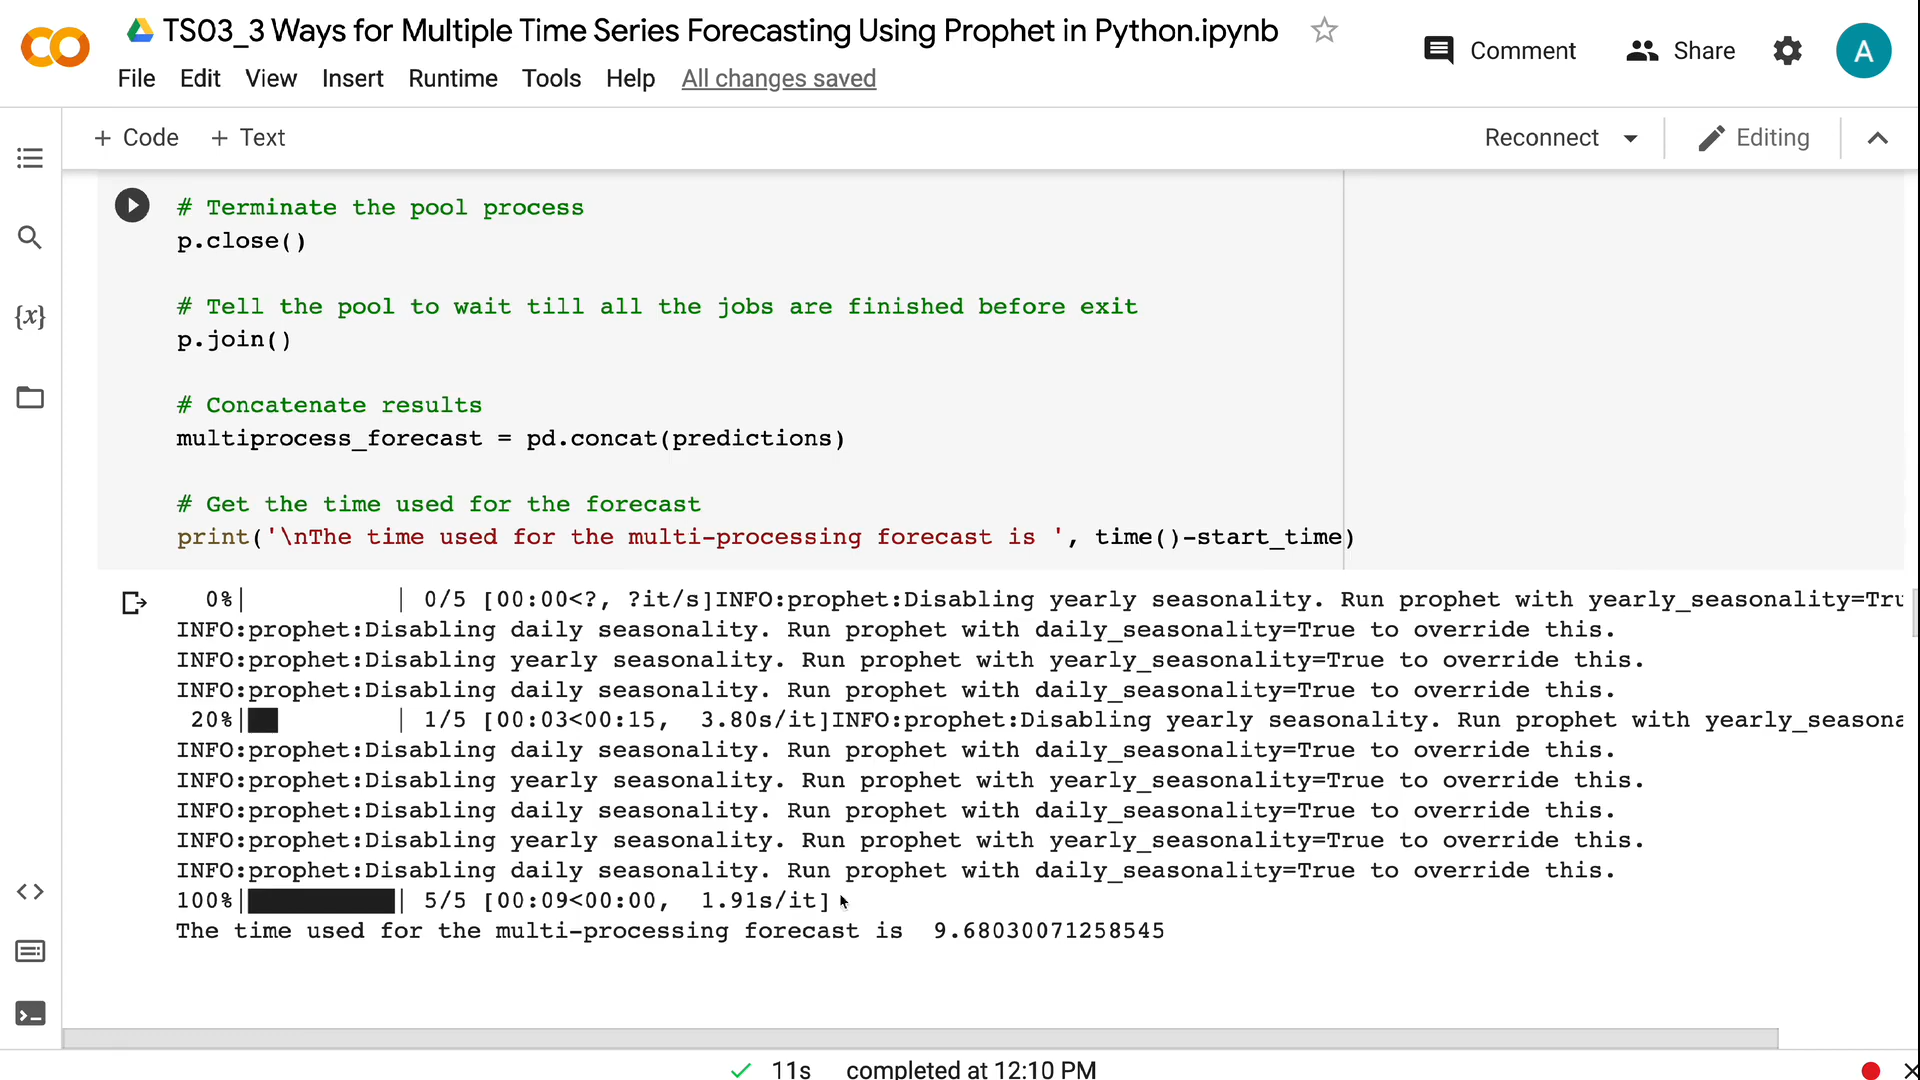 TS03_3 Ways for Multiple Time Series Forecasting Using Prophet in Python.ipynb
Comment
Share
A
File Edit View Insert Runtime Tools Help All changes saved
+ Code + Text
Reconnect
Editing
# Terminate the pool process
p.close()
# Tell the pool to wait till all the jobs are finished before exit
{x}
p.join()
# Concatenate results
multiprocess_forecast = pd.concat(predictions)
# Get the time used for the forecast
print('\nThe time used for the multi-processing forecast is ', time()-start_time)
0%| | 0/5 [00:00<?, ?it/s]INFO:prophet:Disabling yearly seasonality. Run prophet with yearly_seasonality=Tru
INFO:prophet:Disabling daily seasonality. Run prophet with daily_seasonality=True to override this.
INFO:prophet:Disabling yearly seasonality. Run prophet with yearly_seasonality=True to override this.
INFO:prophet:Disabling daily seasonality. Run prophet with daily_seasonality=True to override this.
20%|██ | 1/5 [00:03<00:15, 3.80s/it]INFO:prophet:Disabling yearly seasonality. Run prophet with yearly_seasona
INFO:prophet:Disabling daily seasonality. Run prophet with daily_seasonality=True to override this.
INFO:prophet:Disabling yearly seasonality. Run prophet with yearly_seasonality=True to override this.
INFO:prophet:Disabling daily seasonality. Run prophet with daily_seasonality=True to override this.
INFO:prophet:Disabling yearly seasonality. Run prophet with yearly_seasonality=True to override this.
INFO:prophet:Disabling daily seasonality. Run prophet with daily_seasonality=True to override this.
100%|██████████| 5/5 [00:09<00:00, 1.91s/it]
The time used for the multi-processing forecast is 9.68030071258545
11s completed at 12:10 PM